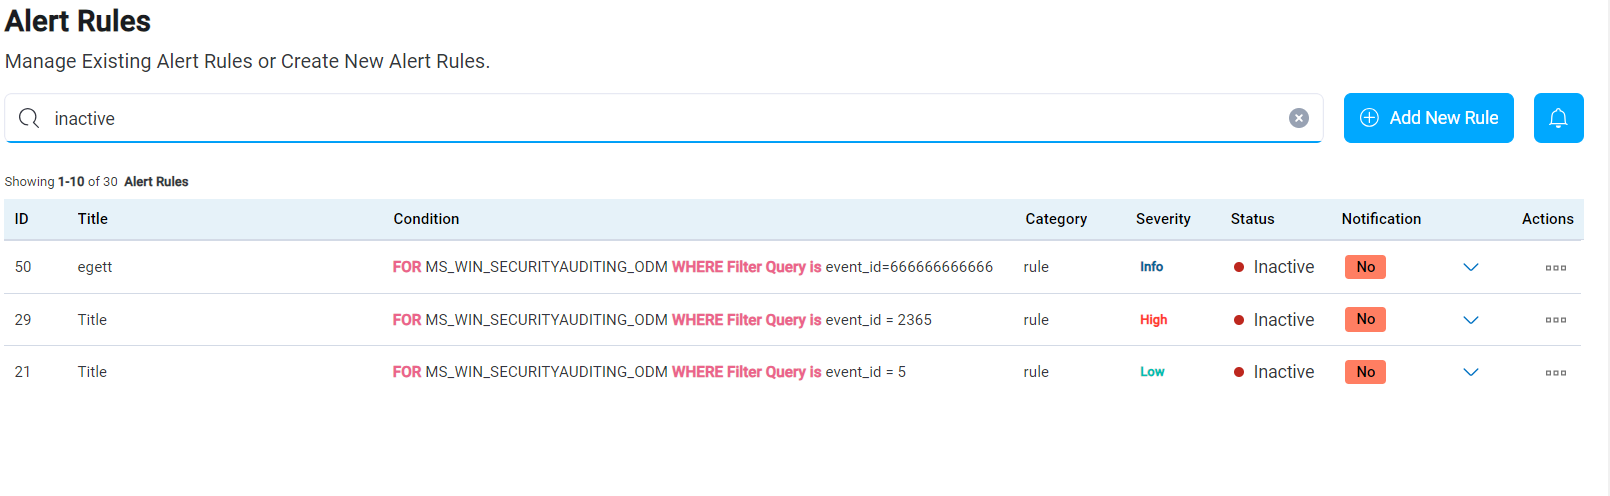 Alert Rules
Manage Existing Alert Rules or Create New Alert Rules.
inactive
Add New Rule
Showing 1-10 of 30 Alert Rules
ID Title Condition Category Severity Status Notification Actions
50 egett FOR MS_WIN_SECURITYAUDITING_ODM WHERE Filter Query is event_id=666666666666 rule Info Inactive No
29 Title FOR MS_WIN_SECURITYAUDITING_ODM WHERE Filter Query is event_id = 2365 rule High Inactive No
21 Title FOR MS_WIN_SECURITYAUDITING_ODM WHERE Filter Query is event_id = 5 rule Low Inactive No